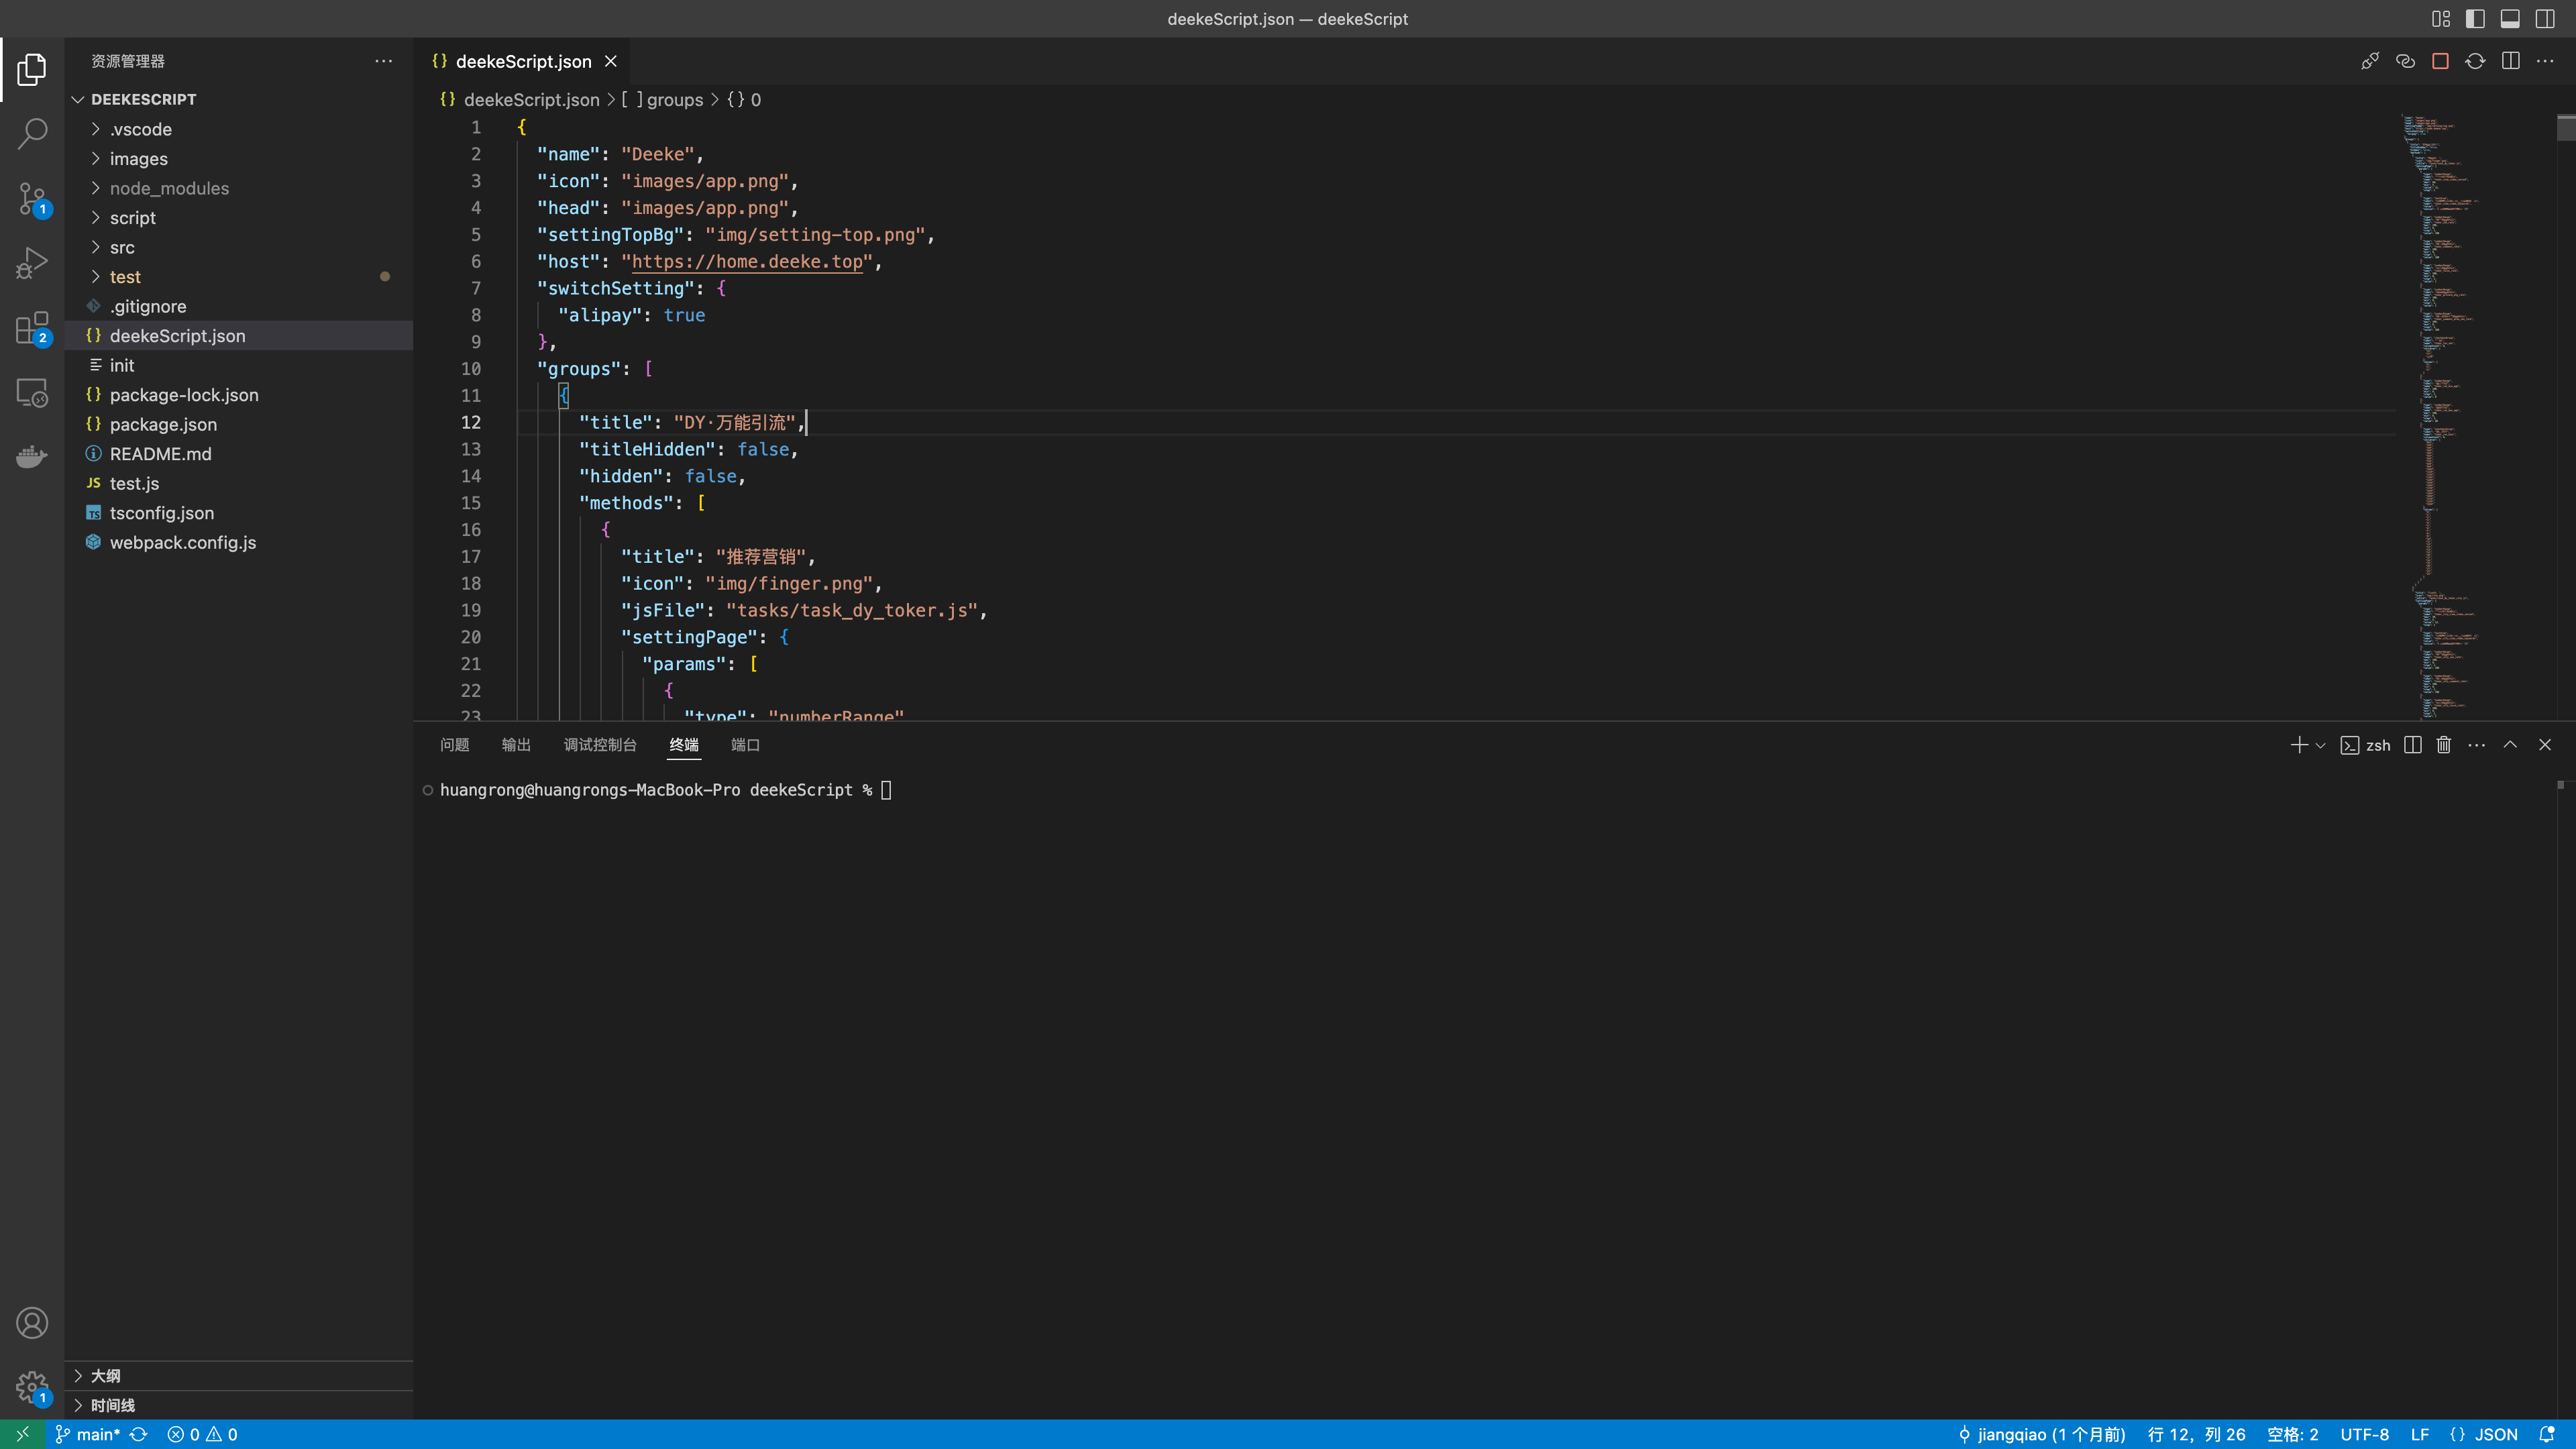 deekeScript.json — deekeScript
资源管理器
DEEKESCRIPT
.vscode
images
node_modules
script
src
test
.gitignore
deekeScript.json
init
package-lock.json
package.json
README.md
JS test.js
TS tsconfig.json
webpack.config.js
大纲
时间线
{} deekeScript.json
{} deekeScript.json > [ ] groups > {} 0
1 {
2 "name": "Deeke",
3 "icon": "images/app.png",
4 "head": "images/app.png",
5 "settingTopBg": "img/setting-top.png",
6 "host": "https://home.deeke.top",
7 "switchSetting": {
8 "alipay": true
9 },
10 "groups": [
11 {
12 "title": "DY·万能引流",
13 "titleHidden": false,
14 "hidden": false,
15 "methods": [
16 {
17 "title": "推荐营销",
18 "icon": "img/finger.png",
19 "jsFile": "tasks/task_dy_toker.js",
20 "settingPage": {
21 "params": [
22 {
23 "type": "numberRange"
问题 输出 调试控制台 终端 端口
zsh
huangrong@huangrongs-MacBook-Pro deekeScript %
1
2
1
main* 0 0
jiangqiao (1 个月前) 行 12，列 26 空格: 2 UTF-8 LF {} JSON